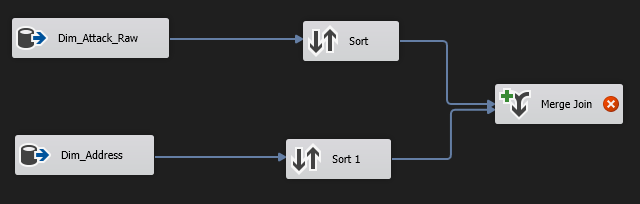 Dim_Attack_Raw
Sort
Merge Join
Dim_Address
Sort 1